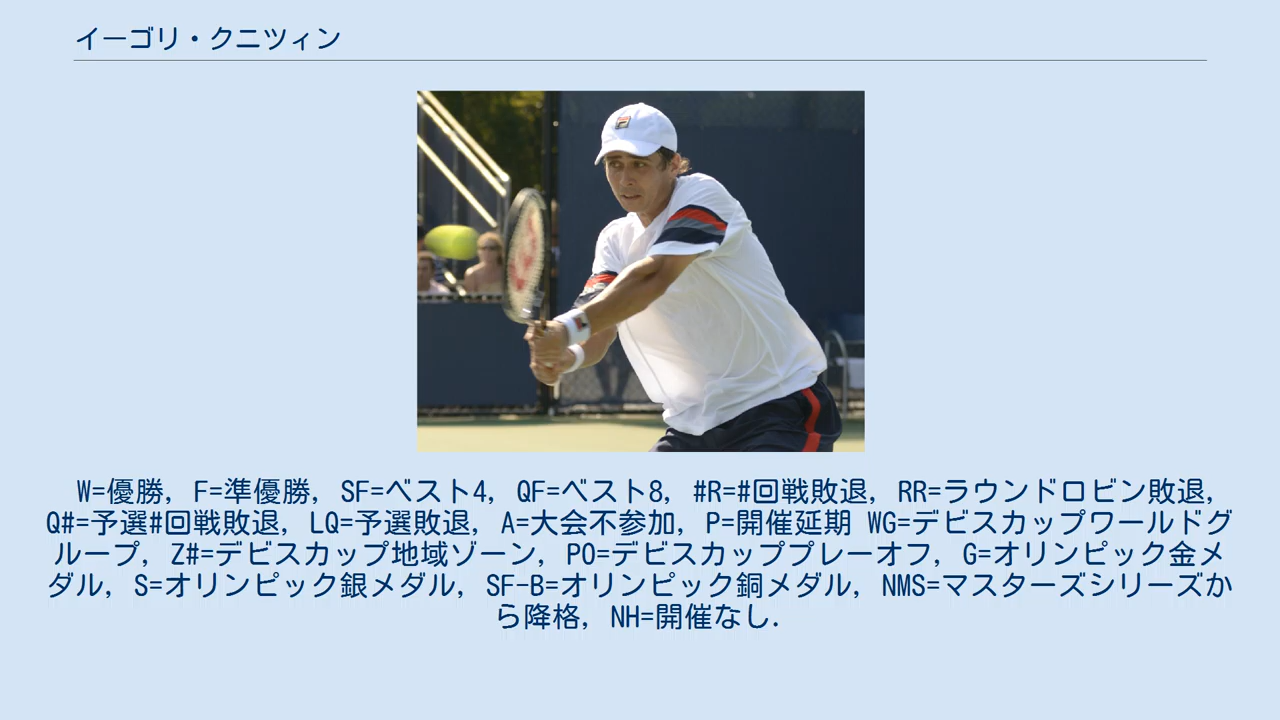 イーゴリ・クニツィン
W=優勝, F=準優勝, SF=ベスト4, QF=ベスト8, #R=#回戦敗退, RR=ラウンドロビン敗退,
Q#=予選#回戦敗退, LQ=予選敗退, A=大会不参加, P=開催延期 WG=デビスカップワールドグ
ループ, Z#=デビスカップ地域ゾーン, PO=デビスカッププレーオフ, G=オリンピック金メ
ダル, S=オリンピック銀メダル, SF-B=オリンピック銅メダル, NMS=マスターズシリーズか
ら降格, NH=開催なし.